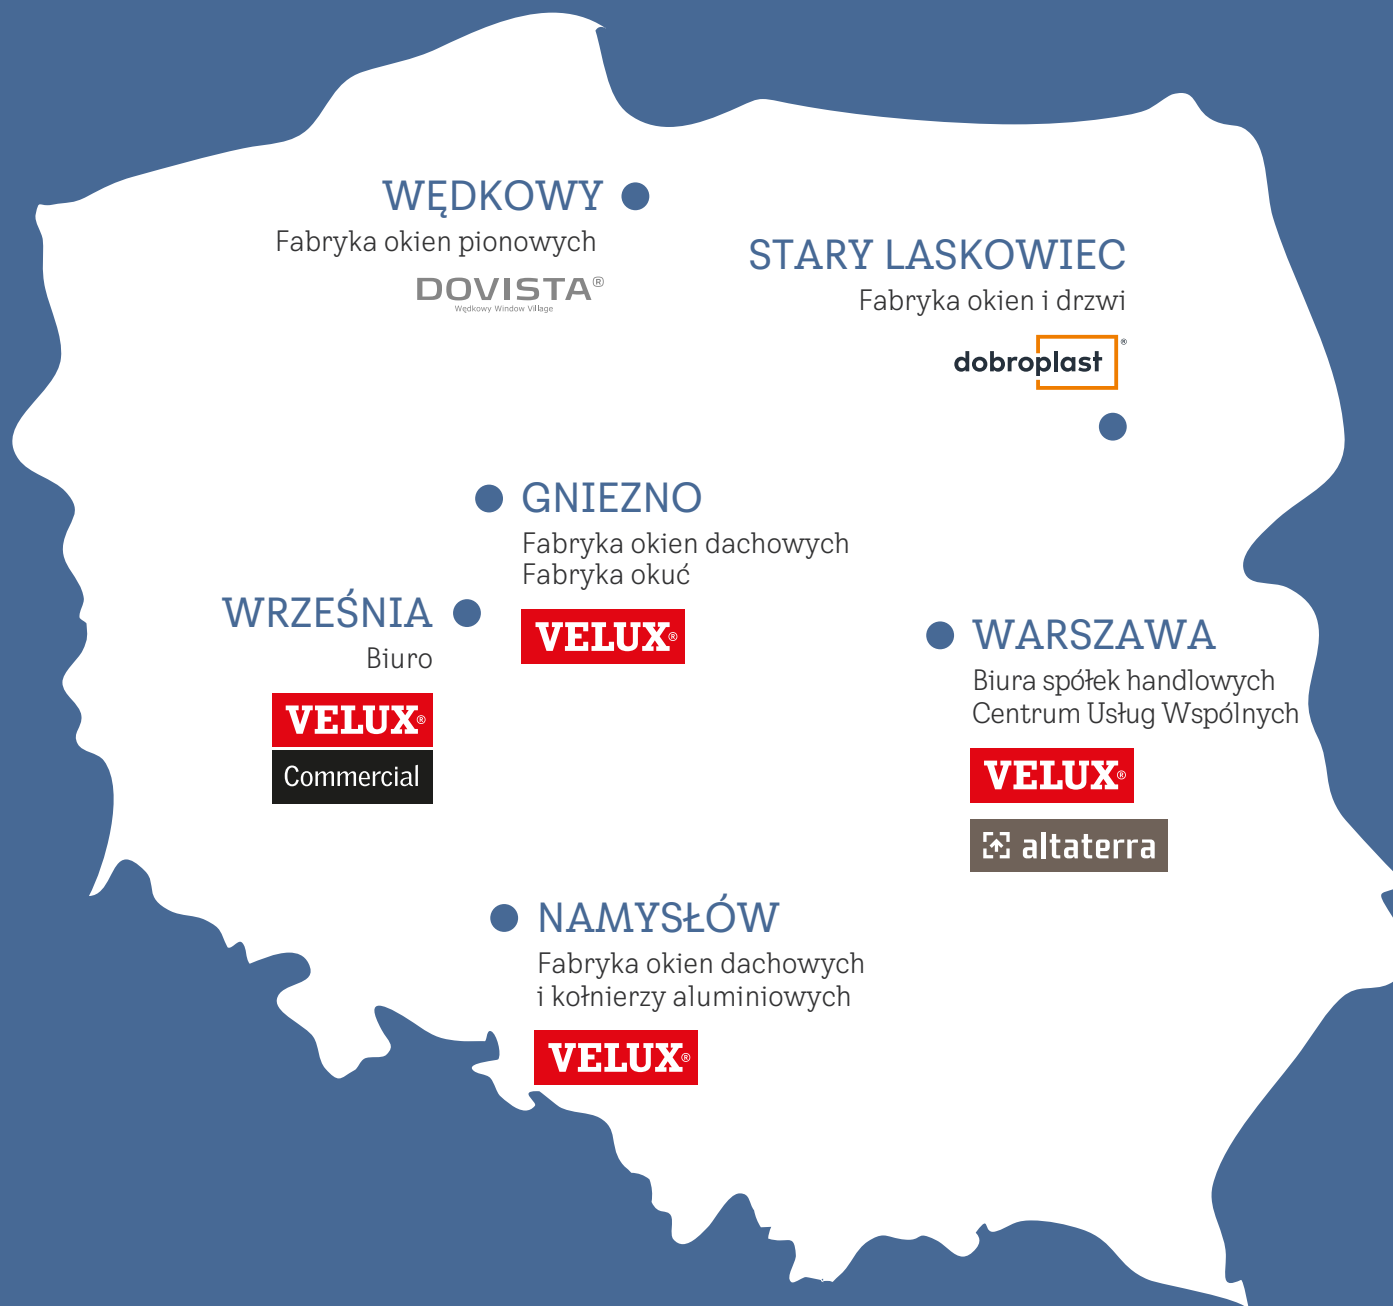 WĘDKOWY
Fabryka okien pionowych
DOVISTA®
Wędkowy Window Village
STARY LASKOWIEC
Fabryka okien i drzwi
dobroplast®
GNIEZNO
Fabryka okien dachowych
Fabryka okuć
VELUX®
WRZEŚNIA
Biuro
VELUX®
Commercial
WARSZAWA
Biura spółek handlowych
Centrum Usług Wspólnych
VELUX®
altaterra
NAMYSŁÓW
Fabryka okien dachowych
i kołnierzy aluminiowych
VELUX®